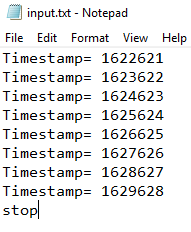 input.txt - Notepad
File Edit Format View Help
Timestamp= 1622621
Timestamp= 1623622
Timestamp= 1624623
Timestamp= 1625624
Timestamp= 1626625
Timestamp= 1627626
Timestamp= 1628627
Timestamp= 1629628
stop